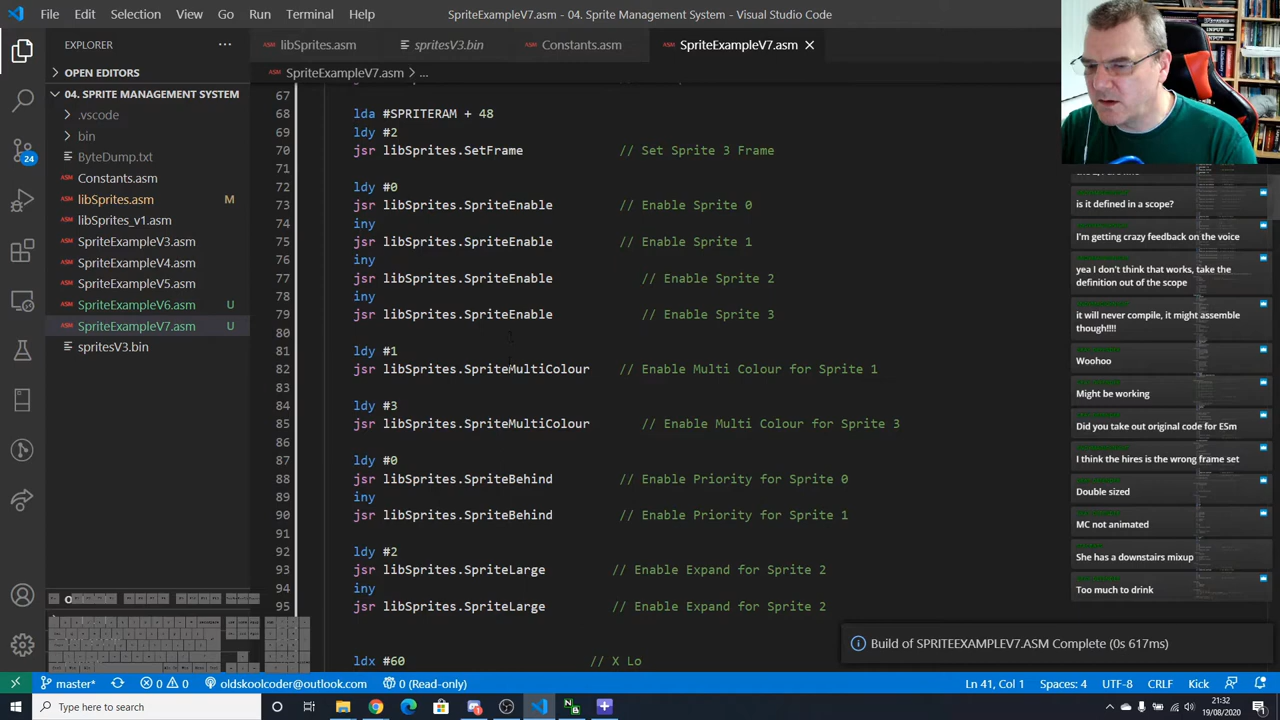 File Edit Selection View Go Run Terminal Help
SpriteExampleV7.asm - 04. Sprite Management System - Visual Studio Code
EXPLORER
OPEN EDITORS
04. SPRITE MANAGEMENT SYSTEM
.vscode
bin
ByteDump.txt
ASM Constants.asm
ASM libSprites.asm M
ASM libSprites_v1.asm
ASM SpriteExampleV3.asm
ASM SpriteExampleV4.asm
ASM SpriteExampleV5.asm
ASM SpriteExampleV6.asm U
ASM SpriteExampleV7.asm U
spritesV3.bin
24
ASM libSprites.asm
spritesV3.bin
ASM Constants.asm
ASM SpriteExampleV7.asm
ASM SpriteExampleV7.asm > ...
67
68 lda #SPRITERAM + 48
69 ldy #2
70 jsr libSprites.SetFrame // Set Sprite 3 Frame
71
72 ldy #0
73 jsr libSprites.SpriteEnable // Enable Sprite 0
74 iny
75 jsr libSprites.SpriteEnable // Enable Sprite 1
76 iny
77 jsr libSprites.SpriteEnable // Enable Sprite 2
78 iny
79 jsr libSprites.SpriteEnable // Enable Sprite 3
80
81 ldy #1
82 jsr libSprites.SpriteMultiColour // Enable Multi Colour for Sprite 1
83
84 ldy #3
85 jsr libSprites.SpriteMultiColour // Enable Multi Colour for Sprite 3
86
87 ldy #0
88 jsr libSprites.SpriteBehind // Enable Priority for Sprite 0
89 iny
90 jsr libSprites.SpriteBehind // Enable Priority for Sprite 1
91
92 ldy #2
93 jsr libSprites.SpriteLarge // Enable Expand for Sprite 2
94 iny
95 jsr libSprites.SpriteLarge // Enable Expand for Sprite 2
ldx #60 // X Lo
is it defined in a scope?
I'm getting crazy feedback on the voice
yea I don't think that works, take the
definition out of the scope
it will never compile, it might assemble
though!!!!
Woohoo
Might be working
Did you take out original code for ESm
I think the hires is the wrong frame set
Double sized
MC not animated
She has a downstairs mixup
Too much to drink
Build of SPRITEEXAMPLEV7.ASM Complete (0s 617ms)
master* 0 0 oldskoolcoder@outlook.com 0 (Read-only) Ln 41, Col 1 Spaces: 4 UTF-8 CRLF Kick
Type here to search
21:32
19/08/2020